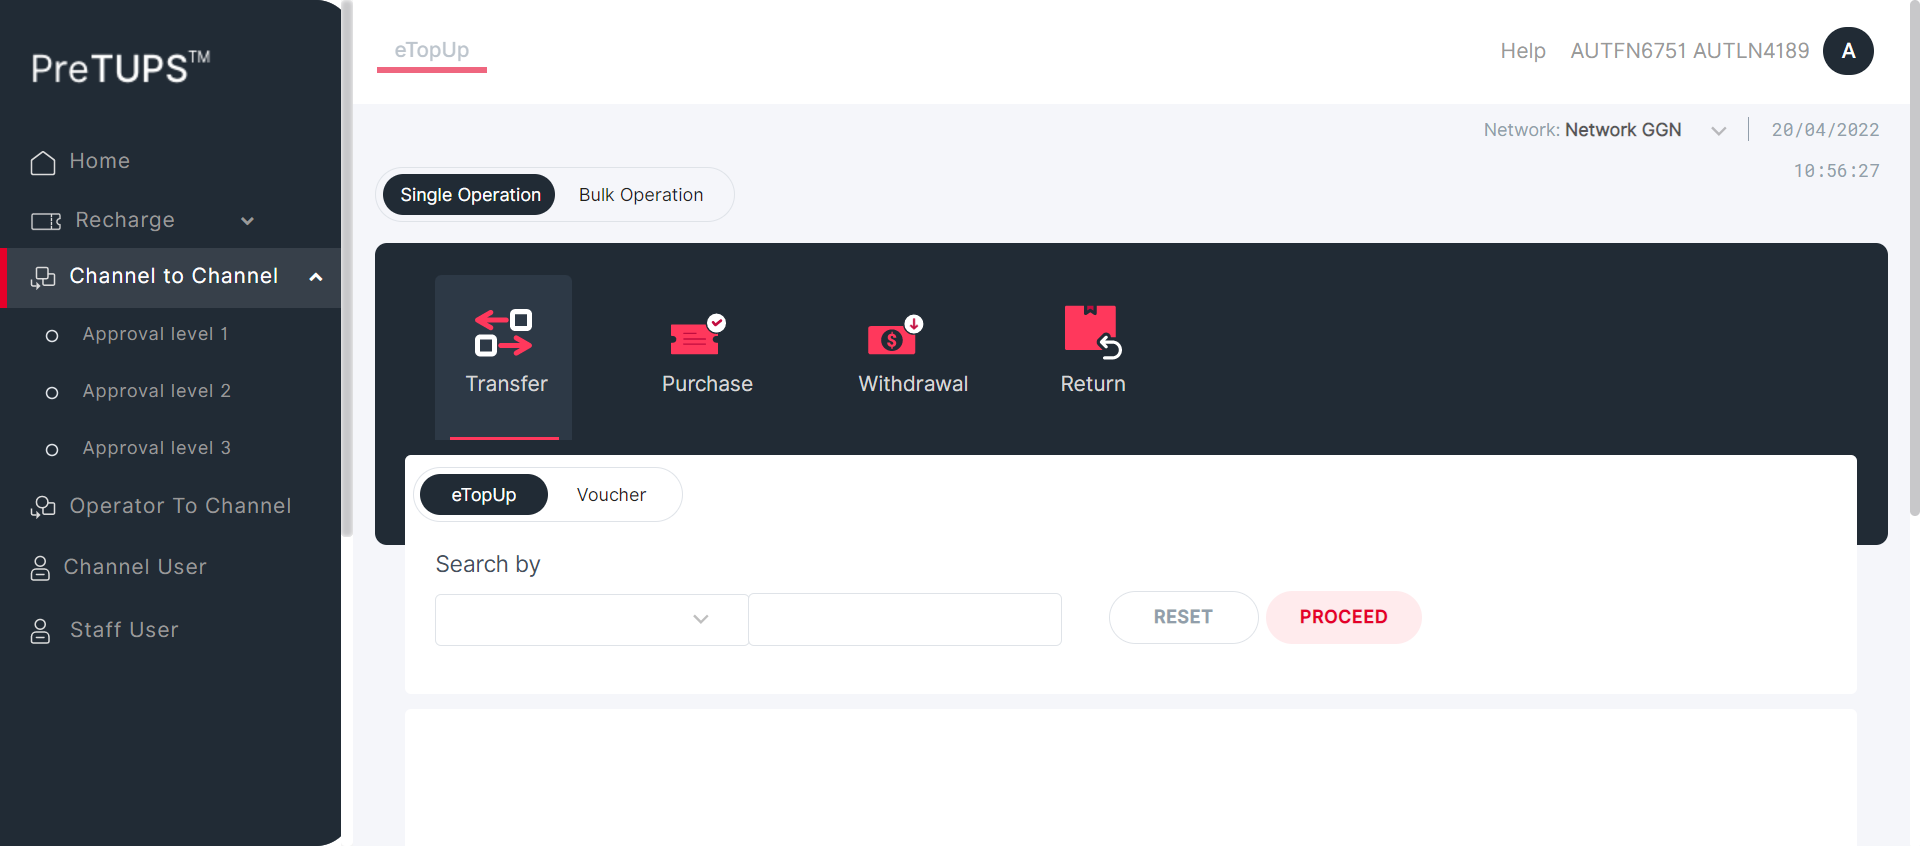 PreTUPS™
Home
Recharge
Channel to Channel
Approval level 1
Approval level 2
Approval level 3
Operator To Channel
Channel User
Staff User
eTopUp
Help AUTFN6751 AUTLN4189 A
Network: Network GGN 20/04/2022
10:56:27
Single Operation Bulk Operation
Transfer Purchase Withdrawal Return
eTopUp Voucher
Search by
RESET PROCEED